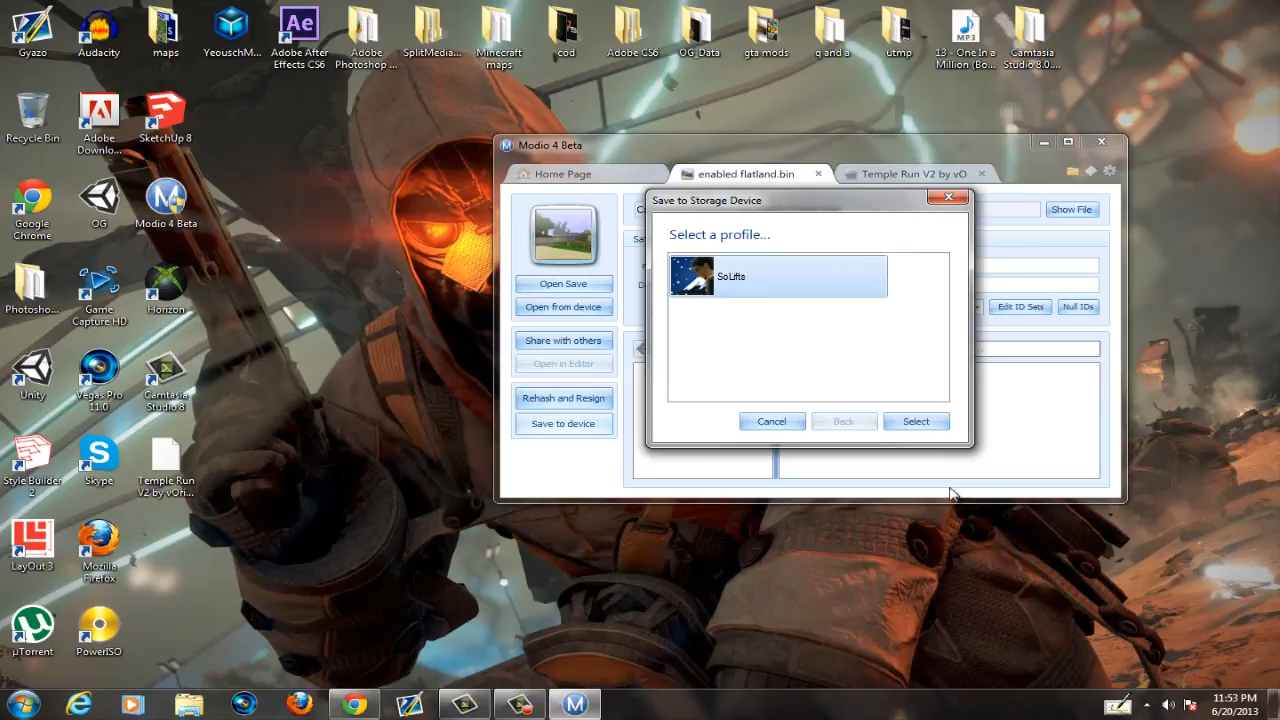 Gyazo
Audacity
maps
YeouschM...
Ae
Adobe After
Effects CS6
Adobe
Photoshop ...
SplitMedia...
Minecraft
maps
cod
Adobe CS6
OG_Data
gta mods
q and a
utmp
MP3
13 - One In a
Million (Bo...
Camtasia
Studio 8.0....
Recycle Bin
Adobe
Downlo...
SketchUp 8
Google
Chrome
OG
Modio 4 Beta
Photosho...
Game
Capture HD
Horizon
Unity
Vegas Pro
11.0
Camtasia
Studio 8
Style Builder
2
Skype
Temple Run
V2 by vOri...
LayOut 3
Mozilla
Firefox
µTorrent
PowerISO
Modio 4 Beta
Home Page
enabled flatland.bin
Temple Run V2 by vO
Open Save
Open from device
Share with others
Open in Editor
Rehash and Resign
Save to device
Show File
Edit ID Sets
Null IDs
Save to Storage Device
Select a profile...
SoLifts
Cancel
Back
Select
11:53 PM
6/20/2013